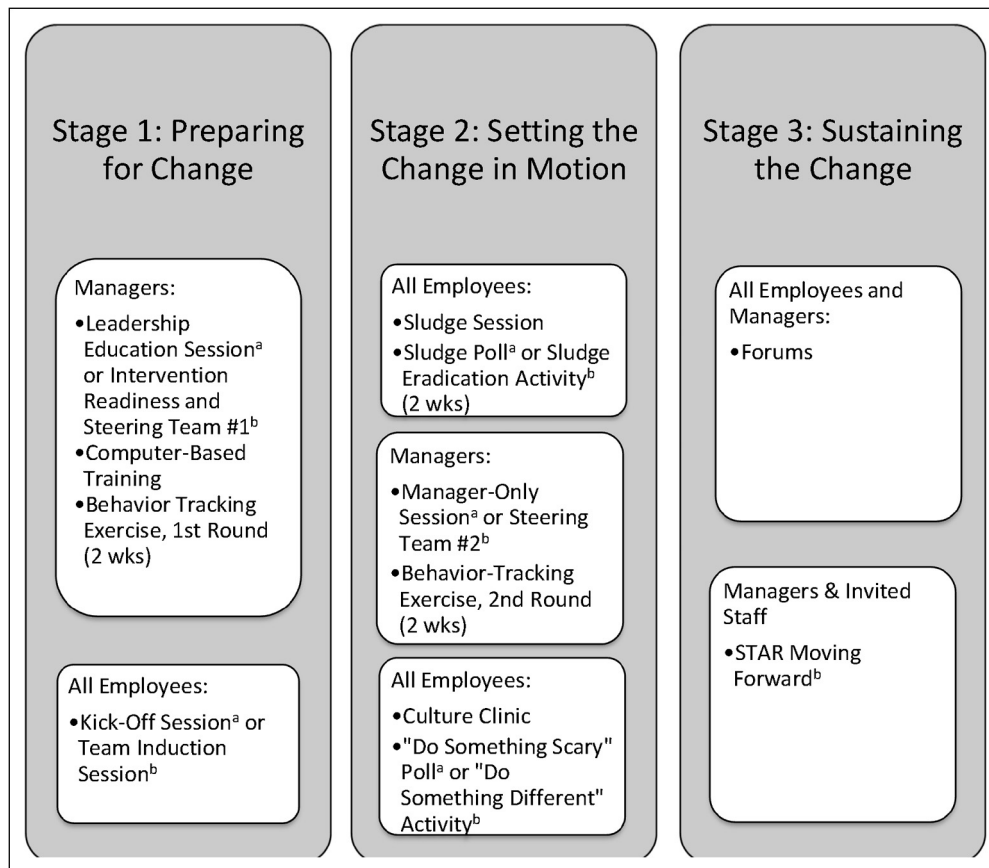 Stage 1: Preparing
for Change
Managers:
•Leadership
Education Sessionᵃ
or Intervention
Readiness and
Steering Team #1ᵇ
•Computer-Based
Training
•Behavior Tracking
Exercise, 1st Round
(2 wks)
All Employees:
•Kick-Off Sessionᵃ or
Team Induction
Sessionᵇ
Stage 2: Setting the
Change in Motion
All Employees:
•Sludge Session
•Sludge Pollᵃ or Sludge
Eradication Activityᵇ
(2 wks)
Managers:
•Manager-Only
Sessionᵃ or Steering
Team #2ᵇ
•Behavior-Tracking
Exercise, 2nd Round
(2 wks)
All Employees:
•Culture Clinic
•"Do Something Scary"
Pollᵃ or "Do
Something Different"
Activityᵇ
Stage 3: Sustaining
the Change
All Employees and
Managers:
•Forums
Managers & Invited
Staff
•STAR Moving
Forwardᵇ